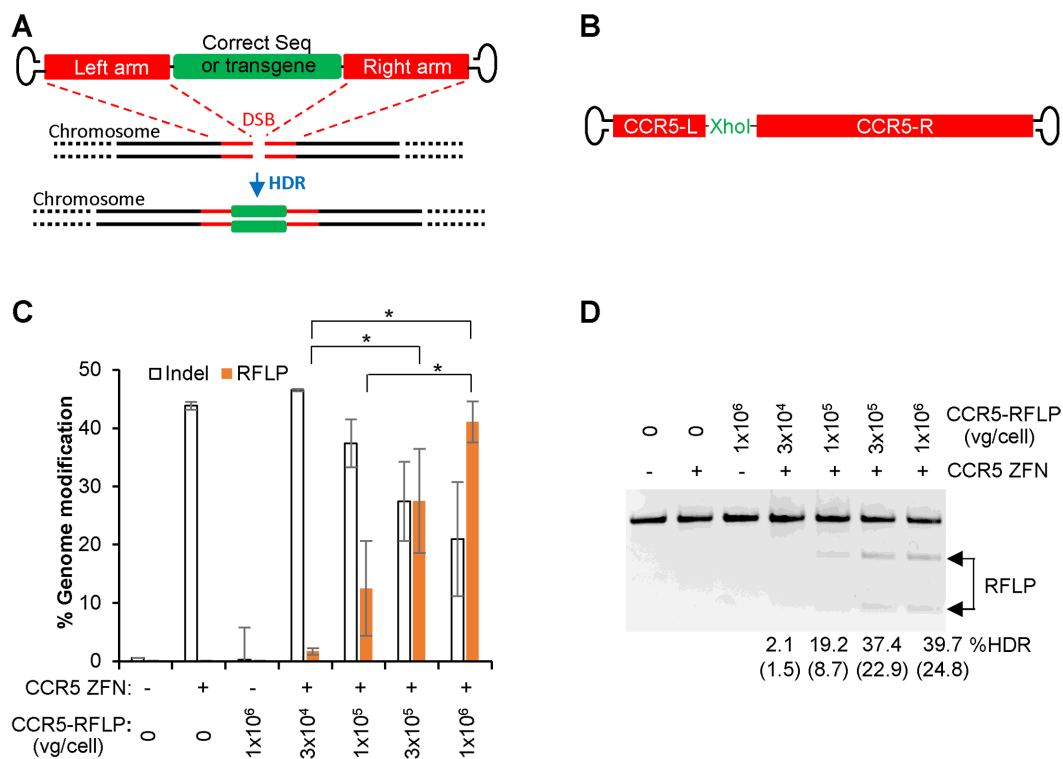 A
Correct Seq
or transgene
Left arm
Right arm
DSB
Chromosome
HDR
Chromosome
B
CCR5-L
XhoI
CCR5-R
C
* 
*
*
Indel RFLP
% Genome modification
50
40
30
20
10
0
CCR5 ZFN: - + - + + + +
CCR5-RFLP: (vg/cell) 0 0 1x10⁶ 3x10⁴ 1x10⁵ 3x10⁵ 1x10⁶
D
0 0 1x10⁶ 3x10⁴ 1x10⁵ 3x10⁵ 1x10⁶ CCR5-RFLP (vg/cell)
- + - + + + + CCR5 ZFN
RFLP
2.1 19.2 37.4 39.7 %HDR
(1.5) (8.7) (22.9) (24.8)